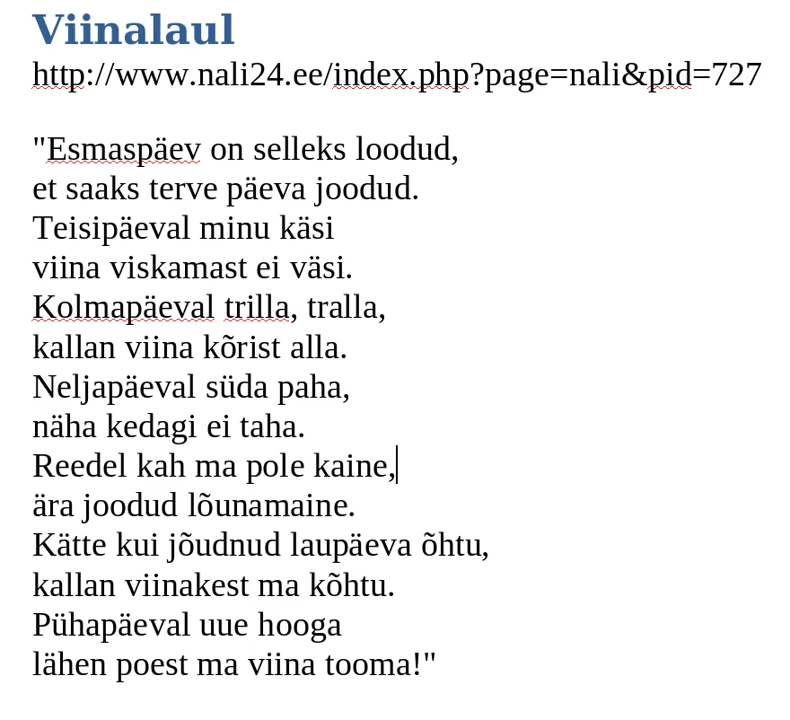 Viinalaul
http://www.nali24.ee/index.php?page=nali&pid=727
"Esmaspäev on selleks loodud,
et saaks terve päeva joodud.
Teisipäeval minu käsi
viina viskamast ei väsi.
Kolmapäeval trilla, tralla,
kallan viina kõrist alla.
Neljapäeval süda paha,
näha kedagi ei taha.
Reedel kah ma pole kaine,
ära joodud lõunamaine.
Kätte kui jõudnud laupäeva õhtu,
kallan viinakest ma kõhtu.
Pühapäeval uue hooga
lähen poest ma viina tooma!"